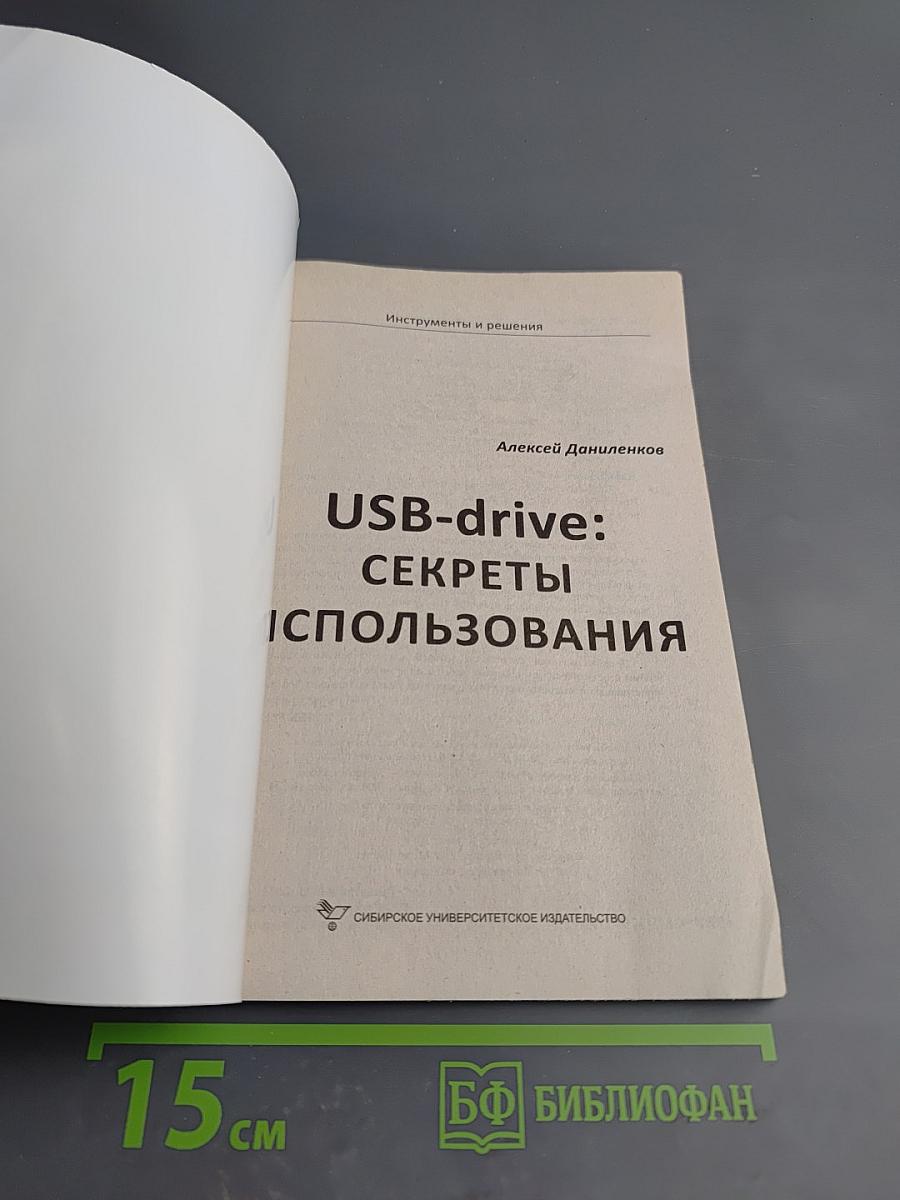 Инструменты и решения
Алексей Даниленков
USB-drive:
СЕКРЕТЫ
ИСПОЛЬЗОВАНИЯ
СИБИРСКОЕ УНИВЕРСИТЕТСКОЕ ИЗДАТЕЛЬСТВО
15 см
БФ БИБЛИОФАН